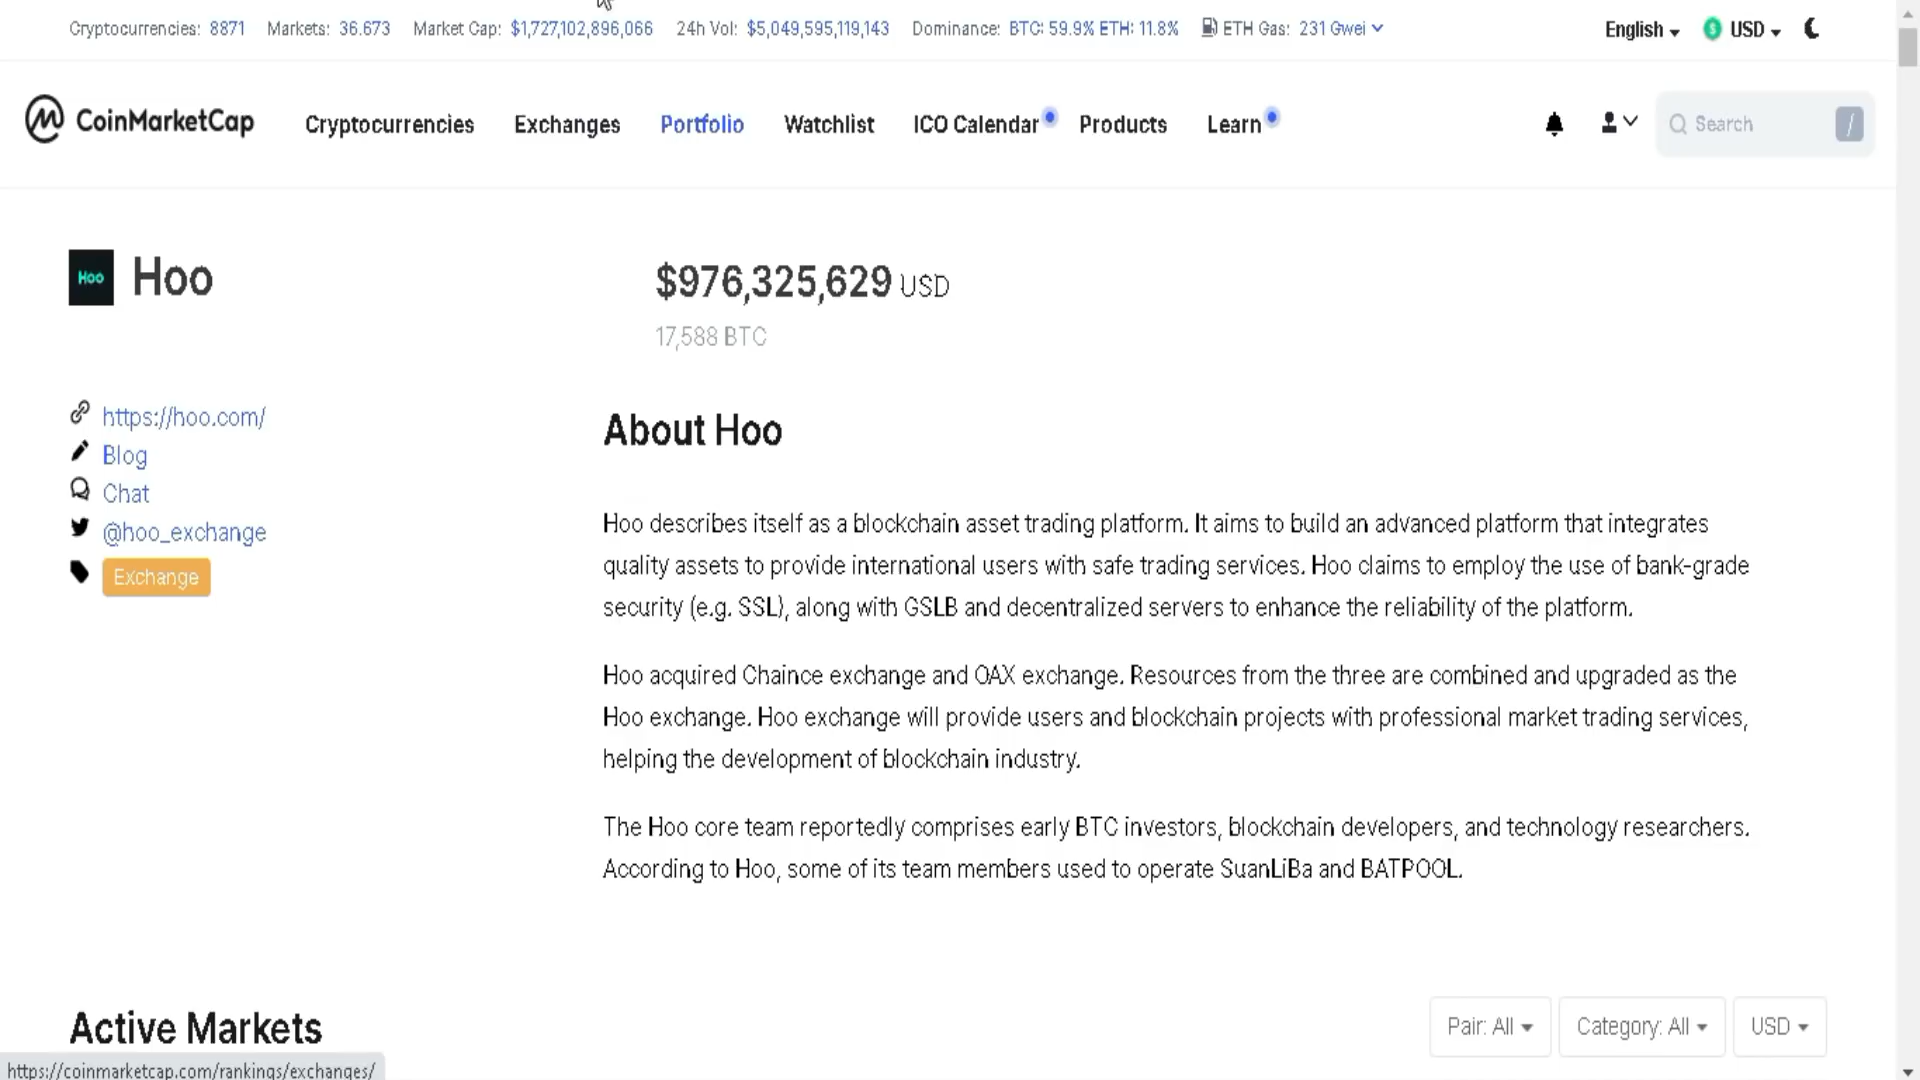 Cryptocurrencies: 8871 Markets: 36.673 Market Cap: $1,727,102,896,066 24h Vol: $5,049,595,119,143 Dominance: BTC: 59.9% ETH: 11.8% ETH Gas: 231 Gwei English USD
CoinMarketCap Cryptocurrencies Exchanges Portfolio Watchlist ICO Calendar Products Learn Search /
Hoo Hoo
$976,325,629 USD
17,588 BTC
https://hoo.com/
Blog
Chat
@hoo_exchange
Exchange
About Hoo
Hoo describes itself as a blockchain asset trading platform. It aims to build an advanced platform that integrates
quality assets to provide international users with safe trading services. Hoo claims to employ the use of bank-grade
security (e.g. SSL), along with GSLB and decentralized servers to enhance the reliability of the platform.
Hoo acquired Chaince exchange and OAX exchange. Resources from the three are combined and upgraded as the
Hoo exchange. Hoo exchange will provide users and blockchain projects with professional market trading services,
helping the development of blockchain industry.
The Hoo core team reportedly comprises early BTC investors, blockchain developers, and technology researchers.
According to Hoo, some of its team members used to operate SuanLiBa and BATPOOL.
Active Markets Pair: All Category: All USD
https://coinmarketcap.com/rankings/exchanges/